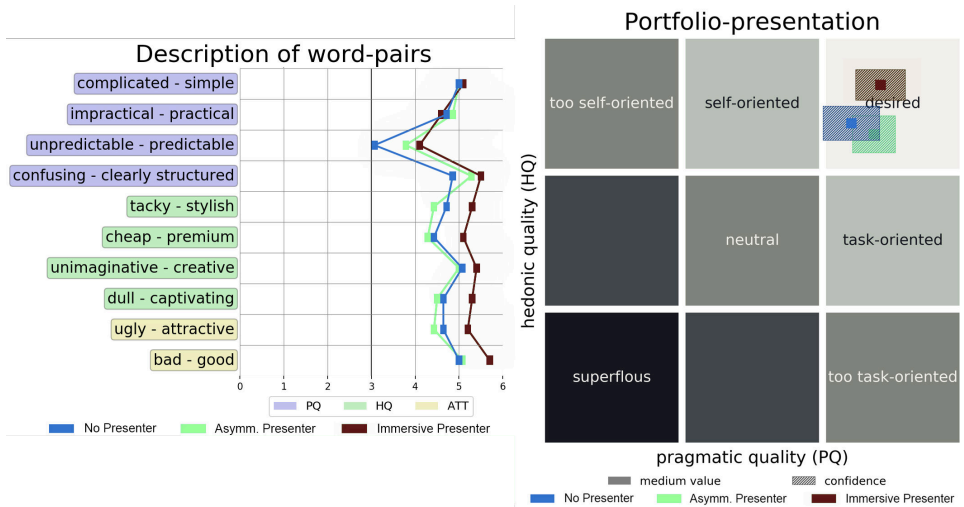 Description of word-pairs
complicated - simple
impractical - practical
unpredictable - predictable
confusing - clearly structured
tacky - stylish
cheap - premium
unimaginative - creative
dull - captivating
ugly - attractive
bad - good
0 1 2 3 4 5 6
PQ HQ ATT
No Presenter Asymm. Presenter Immersive Presenter
Portfolio-presentation
too self-oriented self-oriented desired
neutral task-oriented
superflous too task-oriented
hedonic quality (HQ)
pragmatic quality (PQ)
medium value confidence
No Presenter Asymm. Presenter Immersive Presenter